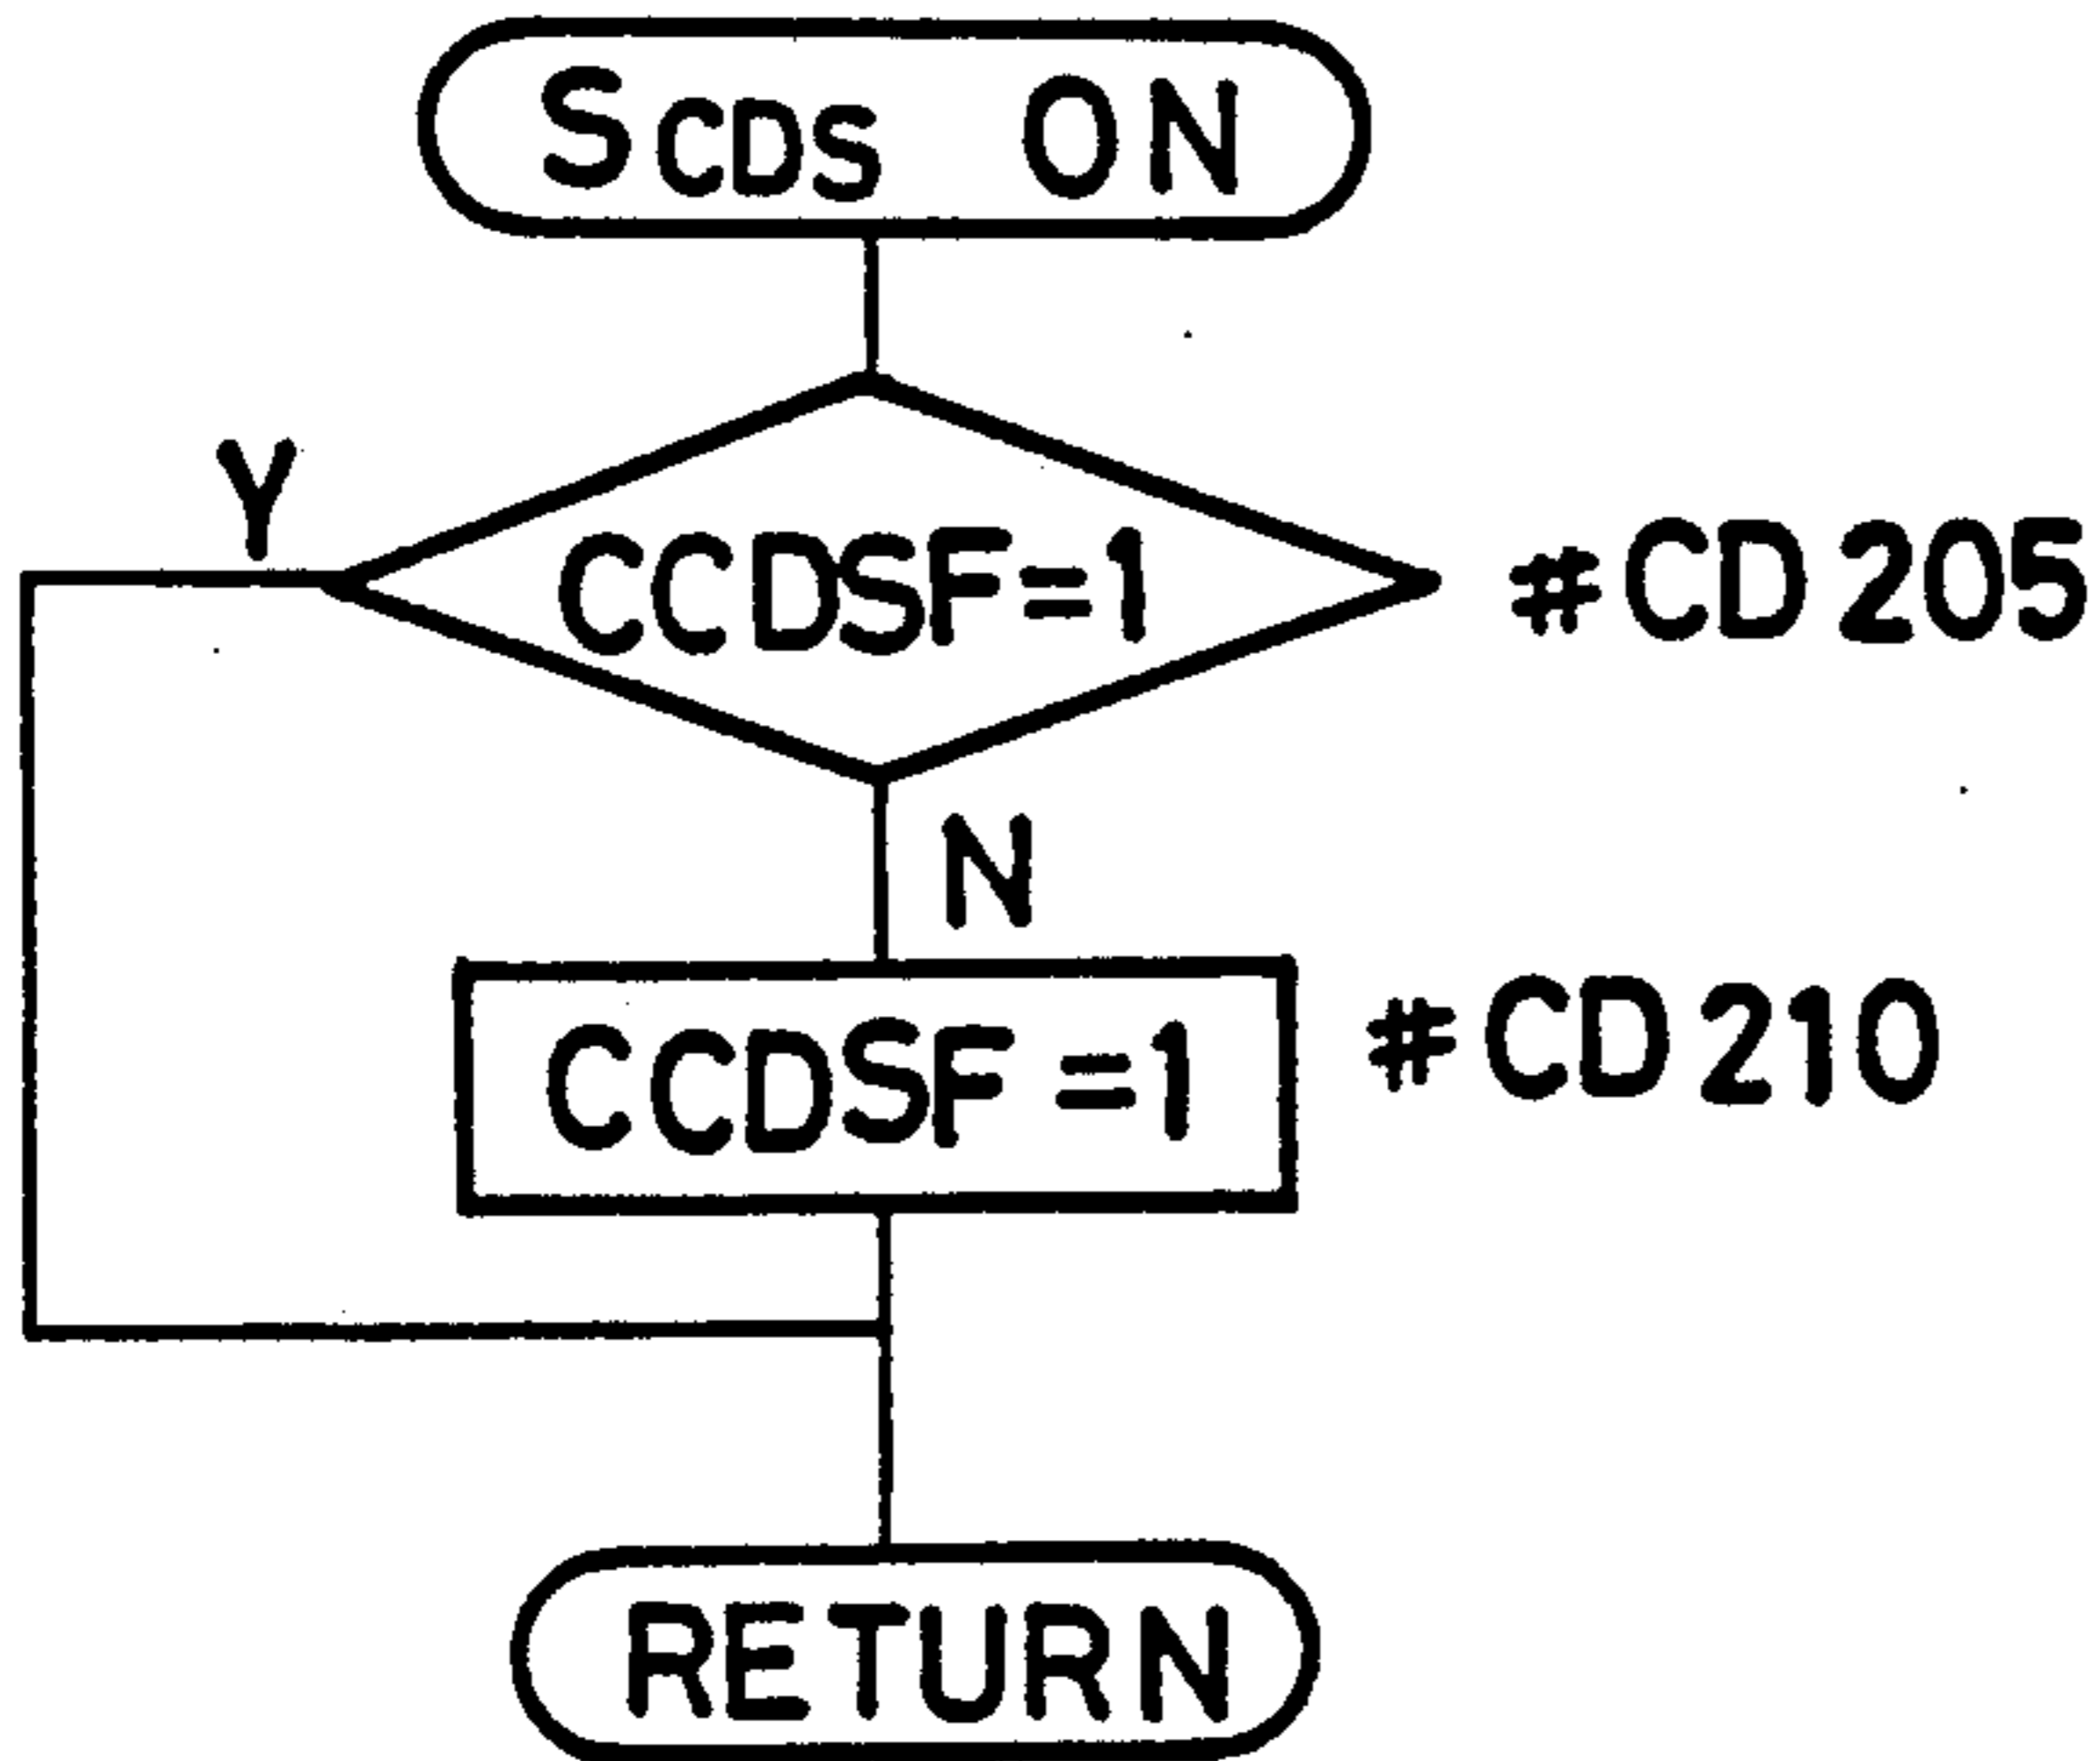 SCDS ON
Y
CCDSF=1 #CD205
N
CCDSF=1 #CD210
RETURN